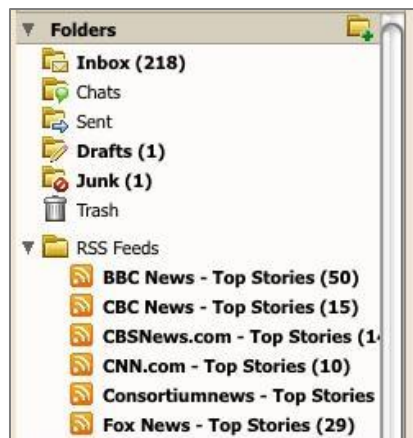 Folders
Inbox (218)
Chats
Sent
Drafts (1)
Junk (1)
Trash
RSS Feeds
BBC News - Top Stories (50)
CBC News - Top Stories (15)
CBSNews.com - Top Stories
CNN.com - Top Stories (10)
Consortiumnews - Top Stories
Fox News - Top Stories (29)